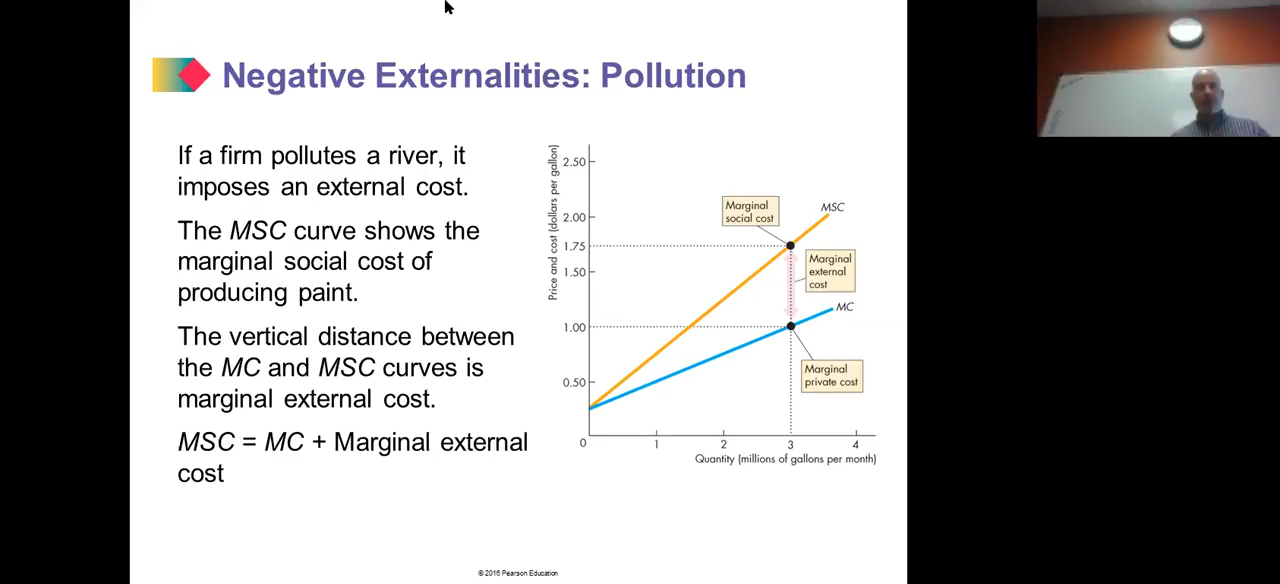 Negative Externalities: Pollution
If a firm pollutes a river, it
imposes an external cost.
The MSC curve shows the
marginal social cost of
producing paint.
The vertical distance between
the MC and MSC curves is
marginal external cost.
MSC = MC + Marginal external
cost
Price and cost (dollars per gallon)
2.50
2.00
1.75
1.50
1.00
0.50
0
1
2
3
4
Quantity (millions of gallons per month)
Marginal
social cost
MSC
Marginal
external
cost
MC
Marginal
private cost
© 2016 Pearson Education